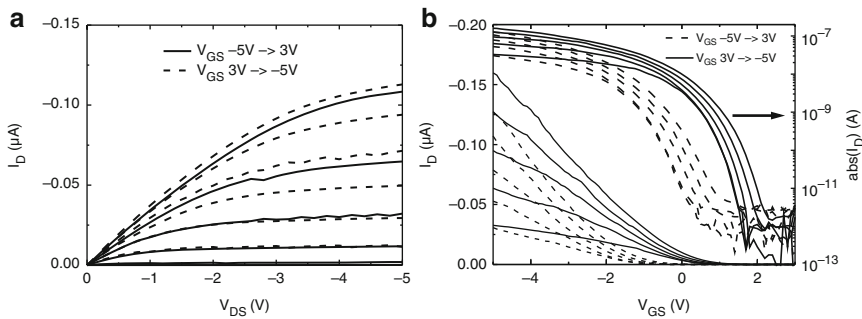 a
b
−0.15
−0.10
−0.05
0.00
I_D (µA)
V_GS −5V -> 3V
V_GS 3V -> −5V
0
−1
−2
−3
−4
−5
V_DS (V)
−0.20
−0.15
−0.10
−0.05
0.00
I_D (µA)
V_GS −5V -> 3V
V_GS 3V -> −5V
10⁻⁷
10⁻⁹
10⁻¹¹
10⁻¹³
abs(I_D) (A)
−4
−2
0
2
V_GS (V)